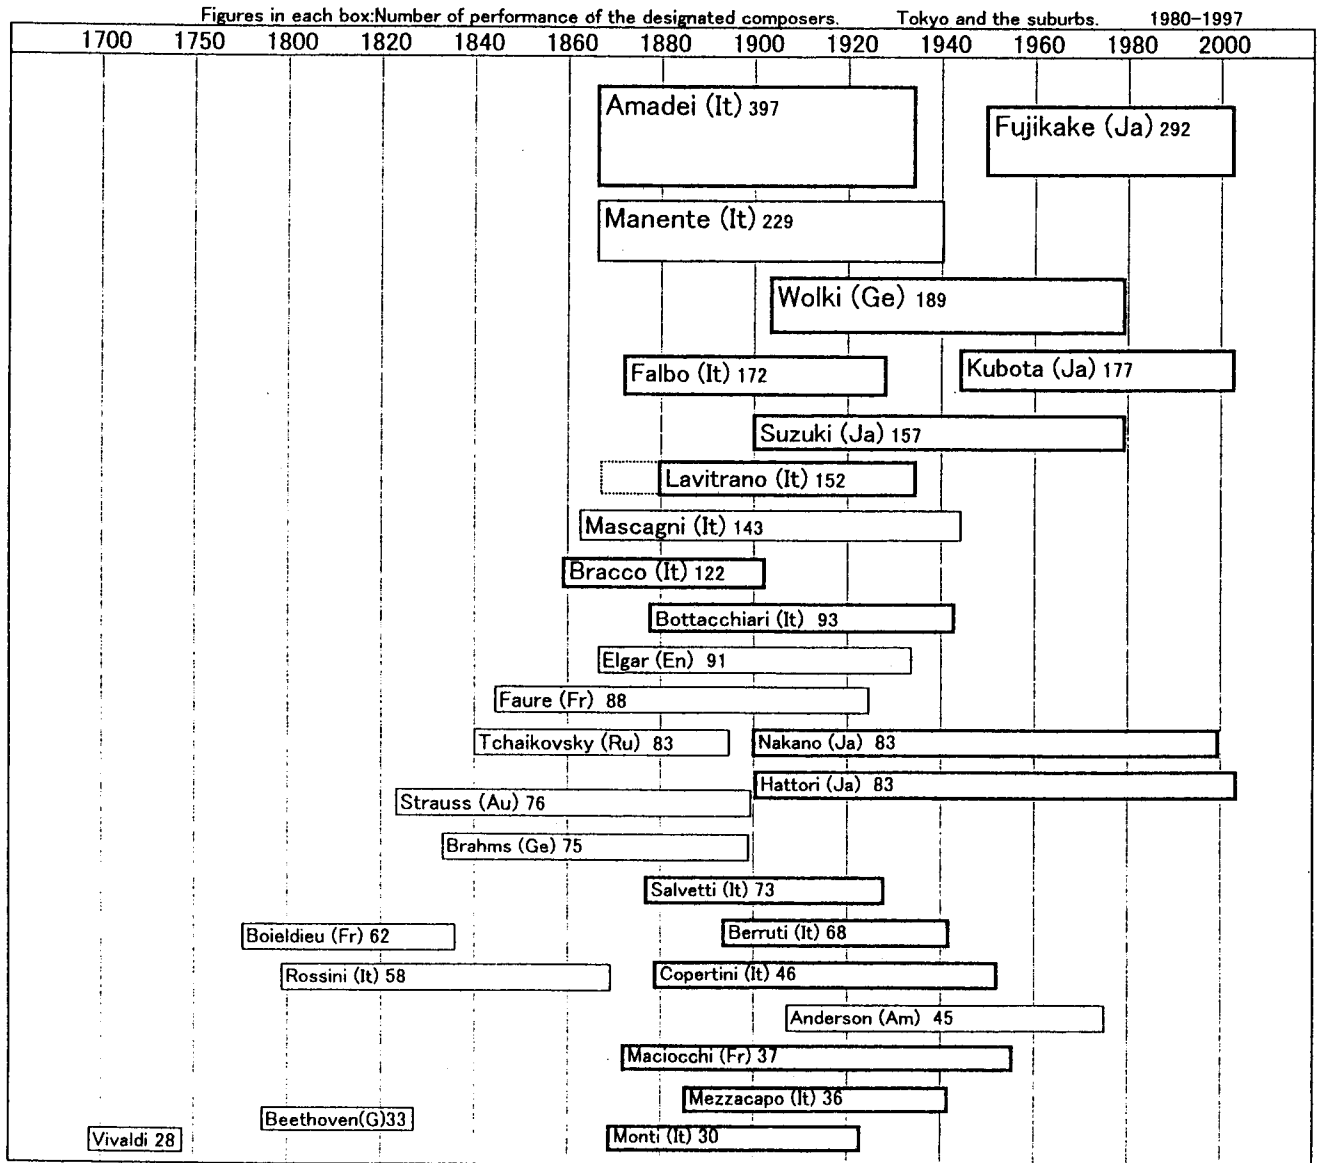 Figures in each box:Number of performance of the designated composers. Tokyo and the suburbs. 1980-1997
1700 1750 1800 1820 1840 1860 1880 1900 1920 1940 1960 1980 2000
Amadei (It) 397
Fujikake (Ja) 292
Manente (It) 229
Wolki (Ge) 189
Falbo (It) 172
Kubota (Ja) 177
Suzuki (Ja) 157
Lavitrano (It) 152
Mascagni (It) 143
Bracco (It) 122
Bottacchiari (It) 93
Elgar (En) 91
Faure (Fr) 88
Tchaikovsky (Ru) 83
Nakano (Ja) 83
Hattori (Ja) 83
Strauss (Au) 76
Brahms (Ge) 75
Salvetti (It) 73
Boieldieu (Fr) 62
Berruti (It) 68
Rossini (It) 58
Copertini (It) 46
Anderson (Am) 45
Maciocchi (Fr) 37
Mezzacapo (It) 36
Beethoven(G)33
Vivaldi 28
Monti (It) 30